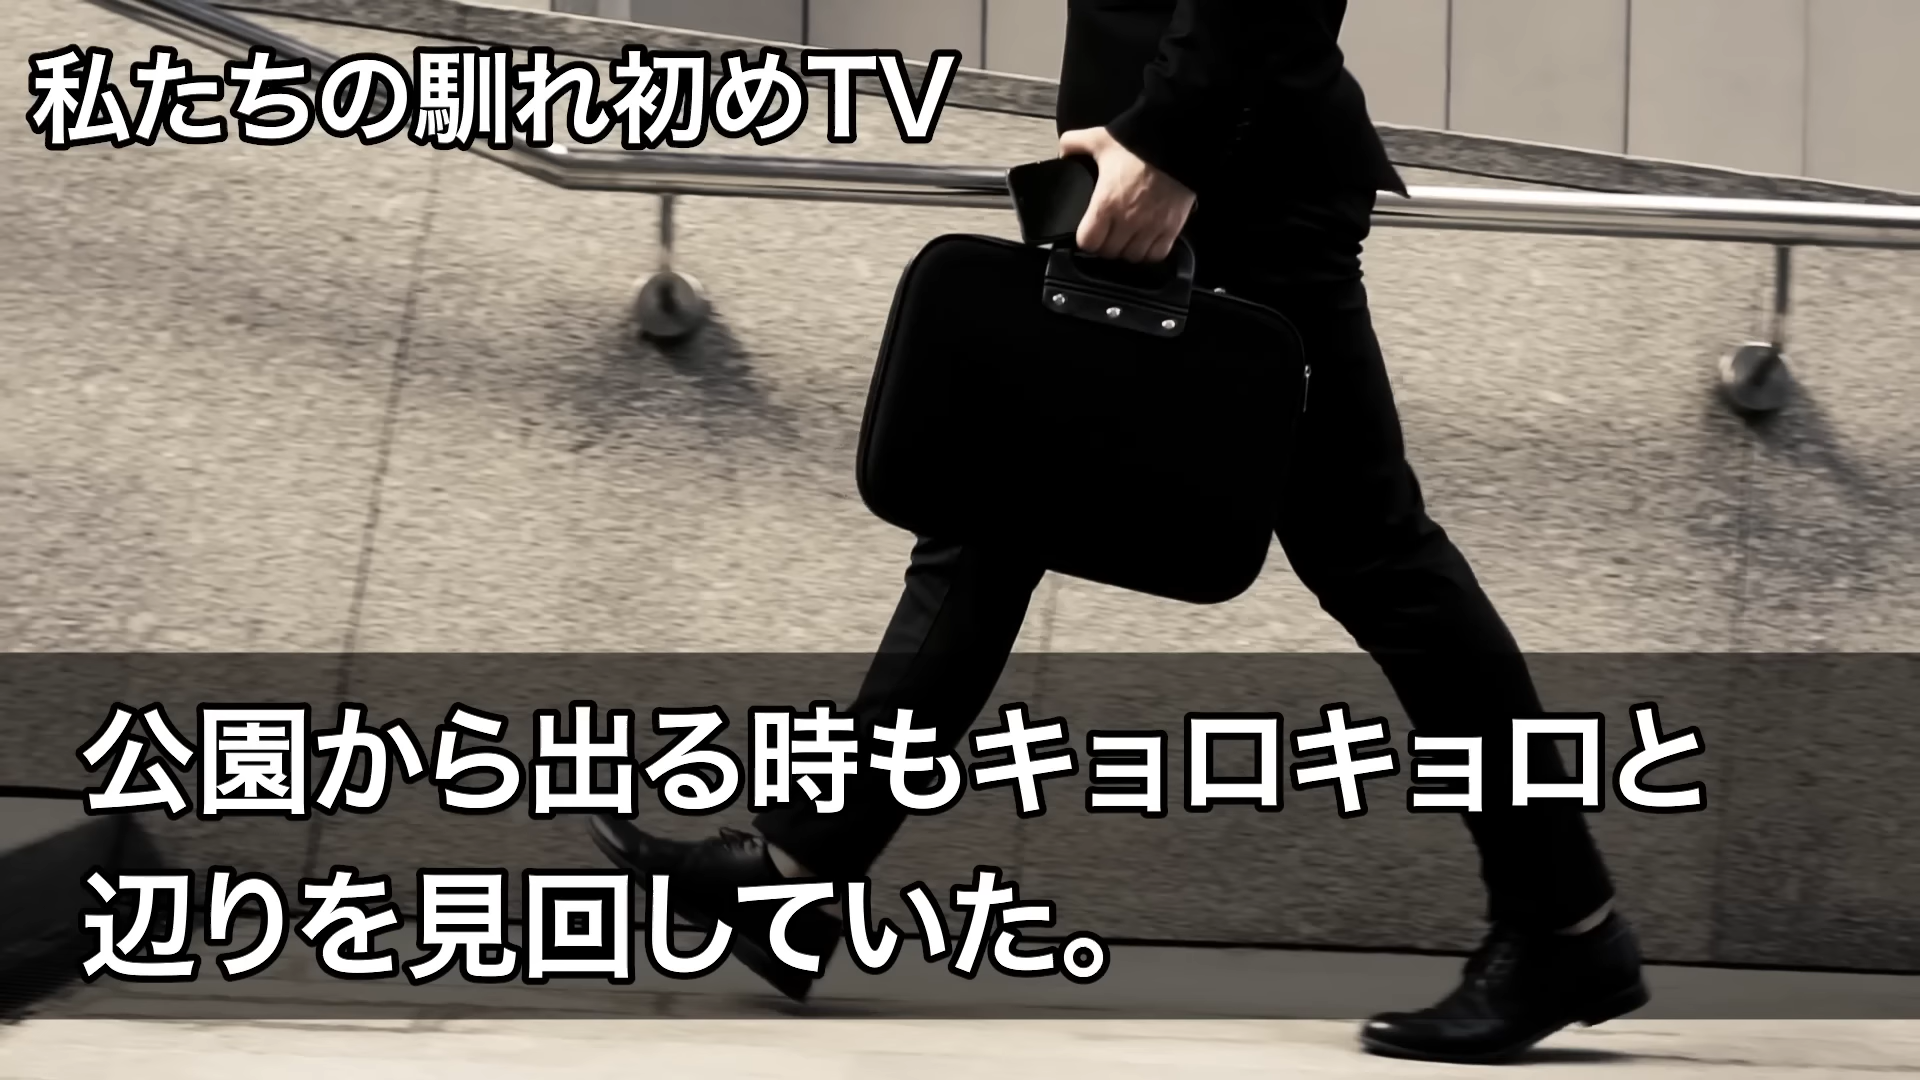 私たちの馴れ初めTV
公園から出る時もキョロキョロと
辺りを見回していた。